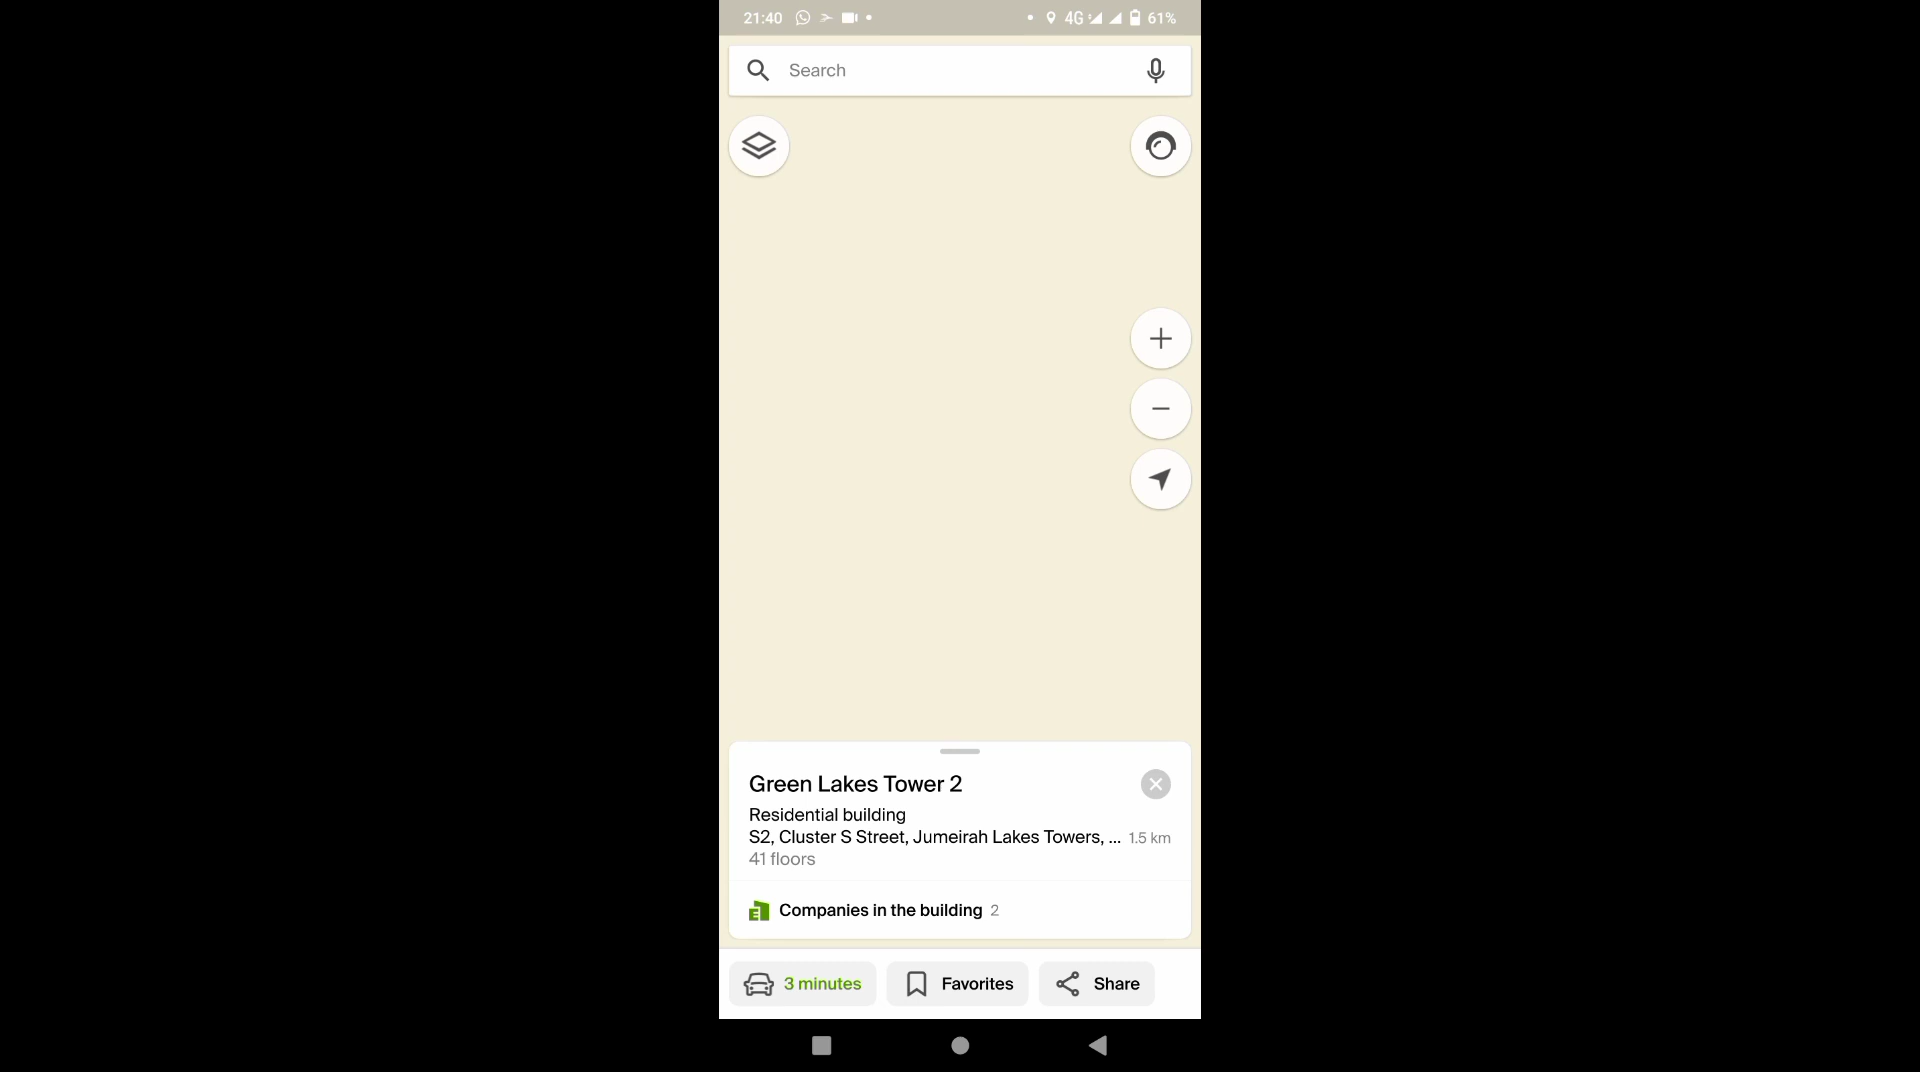 21:40
4G
61%
Search
Green Lakes Tower 2
Residential building
S2, Cluster S Street, Jumeirah Lakes Towers, ... 1.5 km
41 floors
Companies in the building 2
3 minutes
Favorites
Share